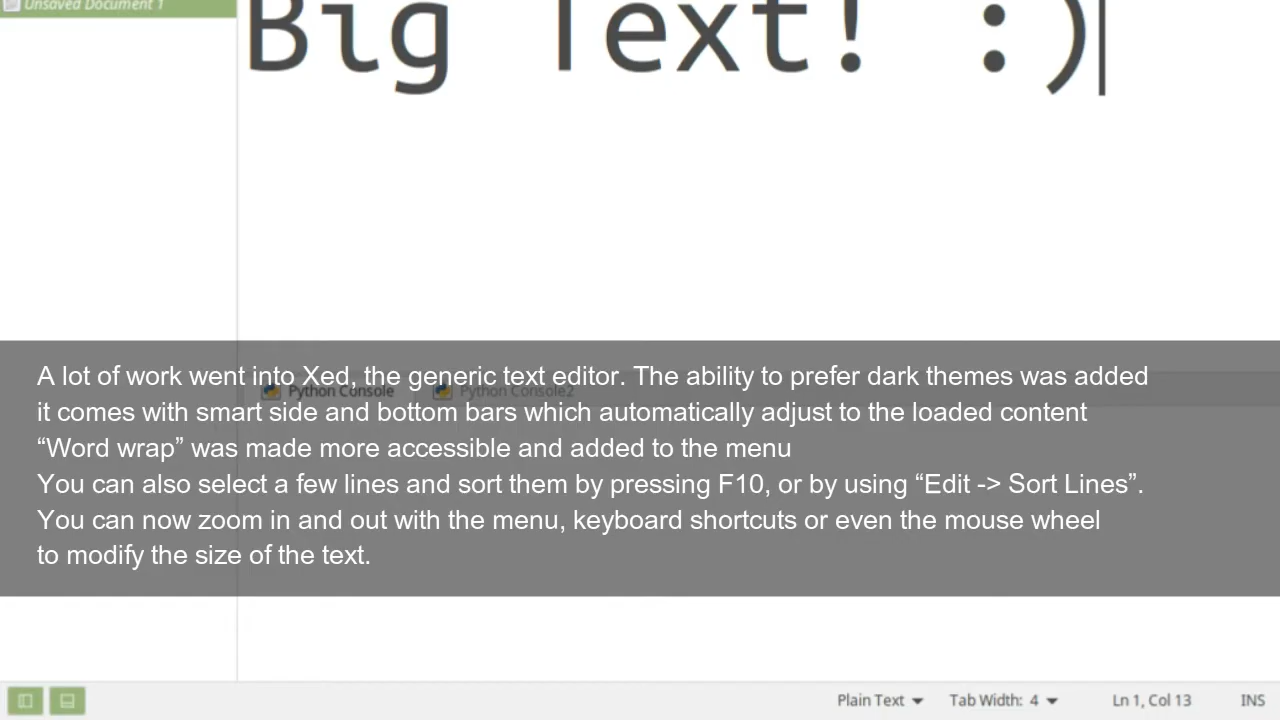 Unsaved Document 1
Big Text! :)
A lot of work went into Xed, the generic text editor. The ability to prefer dark themes was added
Python Console Python Console2
it comes with smart side and bottom bars which automatically adjust to the loaded content
“Word wrap” was made more accessible and added to the menu
You can also select a few lines and sort them by pressing F10, or by using “Edit -> Sort Lines”.
You can now zoom in and out with the menu, keyboard shortcuts or even the mouse wheel
to modify the size of the text.
Plain Text Tab Width: 4 Ln 1, Col 13 INS